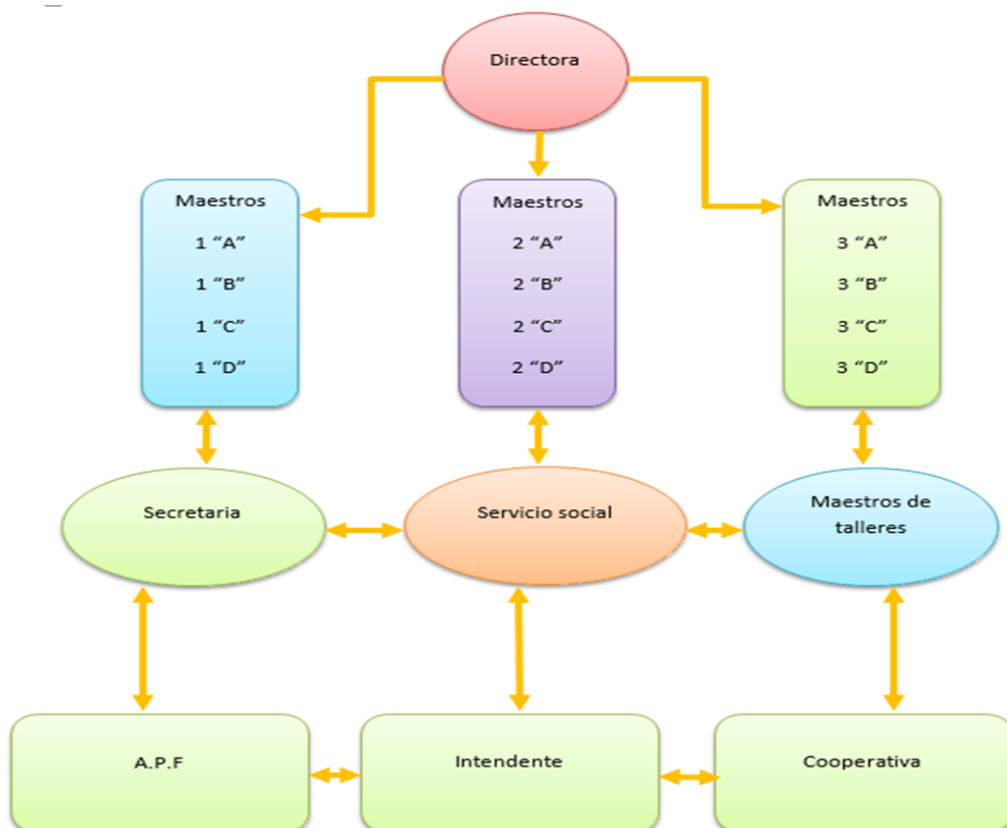 Directora
Maestros
1 “A”
1 “B”
1 “C”
1 “D”
Maestros
2 “A”
2 “B”
2 “C”
2 “D”
Maestros
3 “A”
3 “B”
3 “C”
3 “D”
Secretaria
Servicio social
Maestros de
talleres
A.P.F
Intendente
Cooperativa